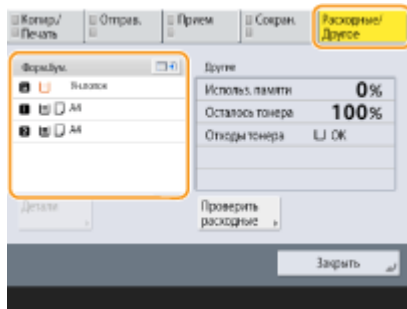 Копир./
Печать
Отправ.
Прием
Сохран.
Расходные/
Другое
Форм.бум.
A4
A4
Другие
Использ. памяти
0%
Осталось тонера
100%
Отходы тонера
OK
Детали
Проверить
расходные
Закрыть